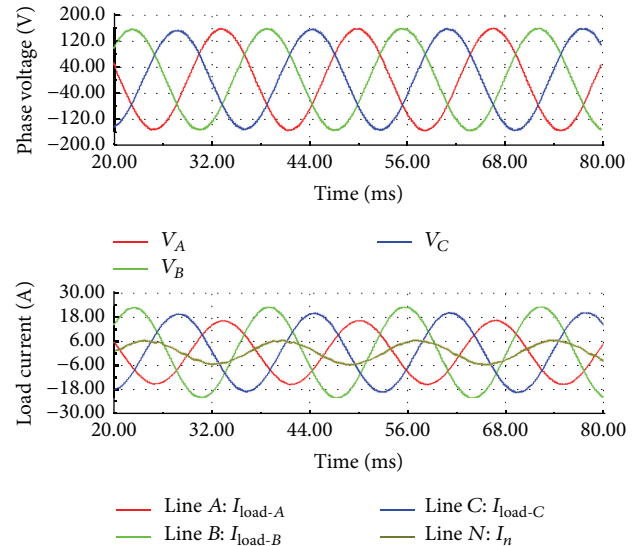 Phase voltage (V)
200.0
120.0
40.00
−40.00
−120.0
−200.0
20.00 32.00 44.00 56.00 68.00 80.00
Time (ms)
V_A V_C
V_B
Load current (A)
30.00
18.00
6.00
−6.00
−18.00
−30.00
20.00 32.00 44.00 56.00 68.00 80.00
Time (ms)
Line A: I_load-A Line C: I_load-C
Line B: I_load-B Line N: I_n